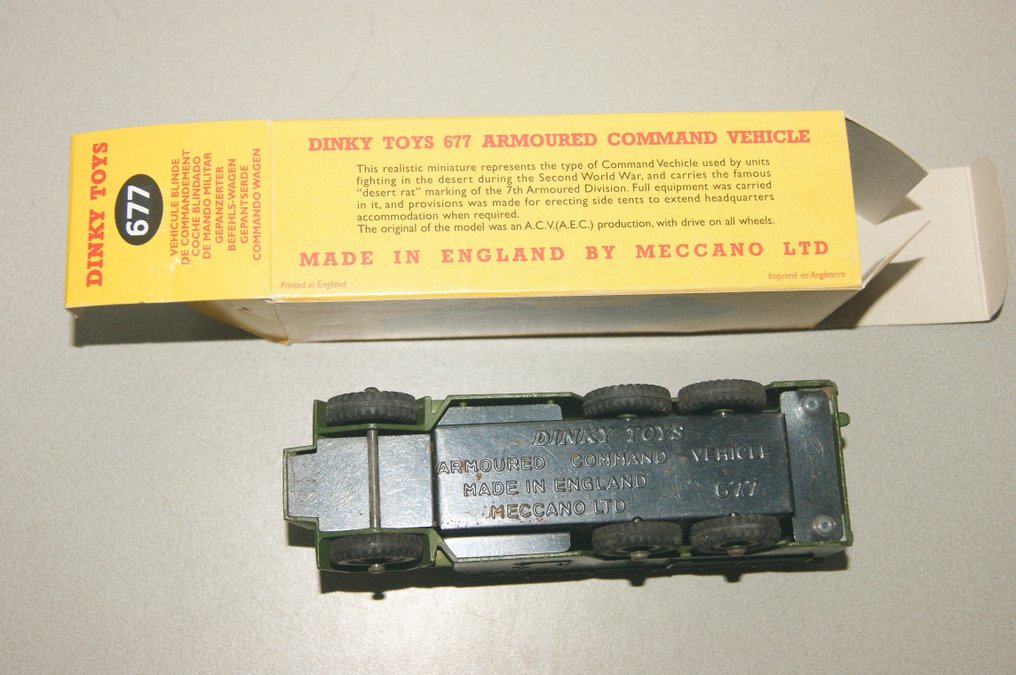 DINKY TOYS
677
VEHICULE BLINDE
DE COMMANDEMENT
COCHE BLINDADO
DE MANDO MILITAR
GEPANZERTER
BEFEHLS-WAGEN
GEPANTSERDE
COMMANDO WAGEN
DINKY TOYS 677 ARMOURED COMMAND VEHICLE
This realistic miniature represents the type of Command Vechicle used by units
fighting in the desert during the Second World War, and carries the famous
"desert rat" marking of the 7th Armoured Division. Full equipment was carried
in it, and provisions was made for erecting side tents to extend headquarters
accommodation when required.
The original of the model was an A.C.V.(A.E.C.) production, with drive on all wheels.
MADE IN ENGLAND BY MECCANO LTD
Printed in England
Imprimé en Angleterre
DINKY TOYS
ARMOURED COMMAND VEHICLE
MADE IN ENGLAND
677
MECCANO LTD